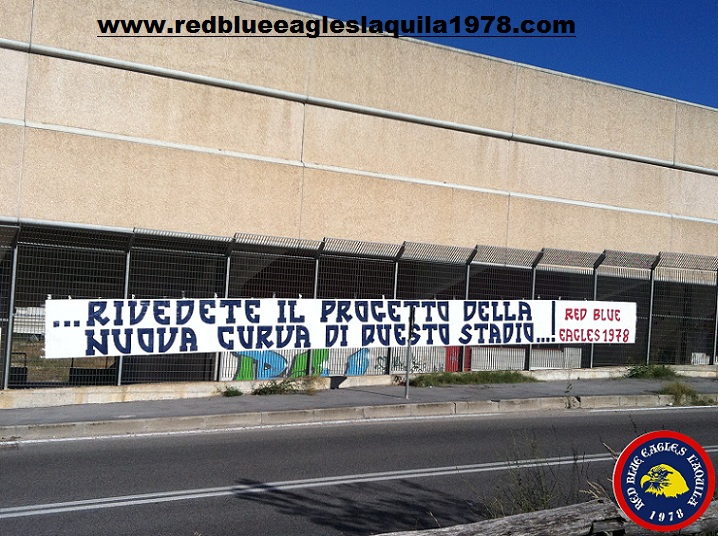 www.redblueeagleslaquila1978.com
...RIVEDETE IL PROGETTO DELLA
NUOVA CURVA DI QUESTO STADIO....!
RED BLUE
EAGLES 1978
RED BLUE EAGLES L'AQUILA
1978